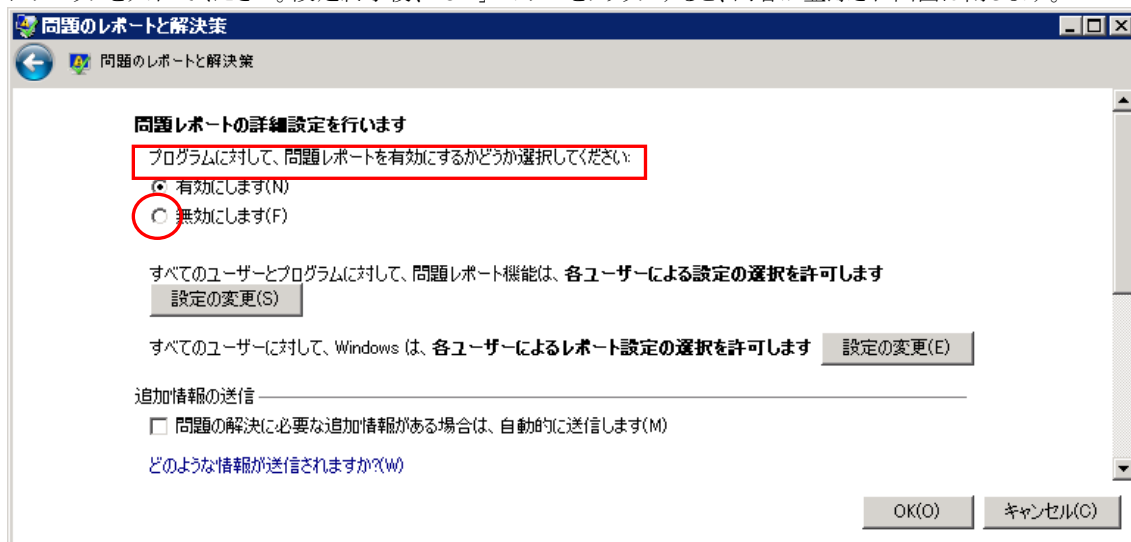 問題のレポートと解決策
問題のレポートと解決策
問題レポートの詳細設定を行います
プログラムに対して、問題レポートを有効にするかどうか選択してください:
有効にします(N)
無効にします(F)
すべてのユーザーとプログラムに対して、問題レポート機能は、各ユーザーによる設定の選択を許可します
設定の変更(S)
すべてのユーザーに対して、Windows は、各ユーザーによるレポート設定の選択を許可します 設定の変更(E)
追加情報の送信
問題の解決に必要な追加情報がある場合は、自動的に送信します(M)
どのような情報が送信されますか?(W)
OK(O) キャンセル(C)